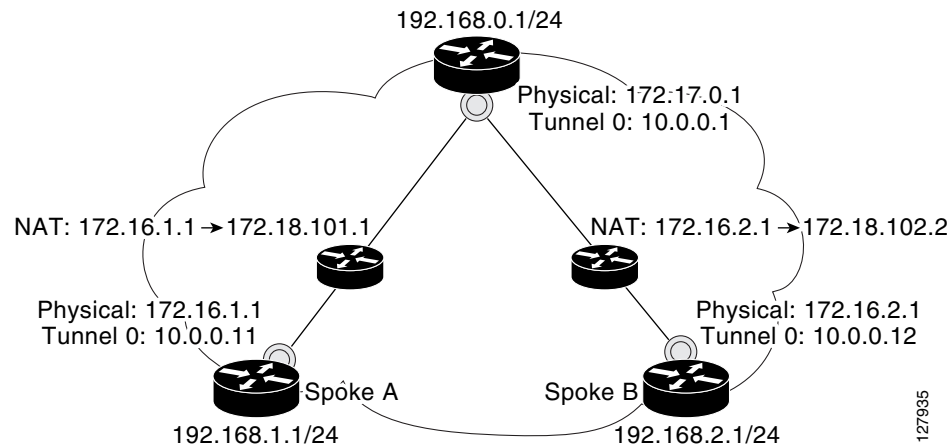 192.168.0.1/24
Physical: 172.17.0.1
Tunnel 0: 10.0.0.1
NAT: 172.16.1.1 → 172.18.101.1
NAT: 172.16.2.1 → 172.18.102.2
Physical: 172.16.1.1
Tunnel 0: 10.0.0.11
Physical: 172.16.2.1
Tunnel 0: 10.0.0.12
Spoke A
Spoke B
192.168.1.1/24
192.168.2.1/24
127935